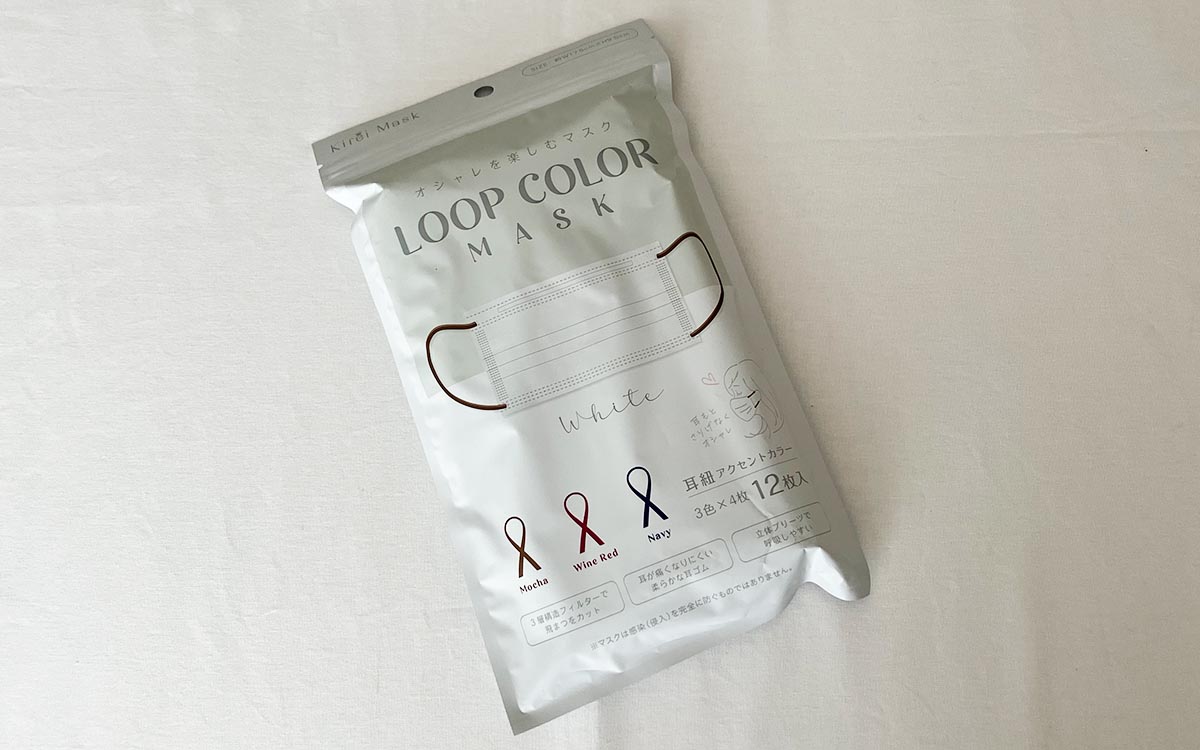 Kirei Mask
オシャレを楽しむマスク
LOOP COLOR
MASK
White
耳もと
さりげなく
オシャレ
耳紐アクセントカラー
3色×4枚 12枚入
Mocha
Wine Red
Navy
3層構造フィルターで
飛まつをカット
耳が痛くなりにくい
柔らかな耳ゴム
立体プリーツで
呼吸しやすい
※マスクは感染(侵入)を完全に防ぐものではありません。